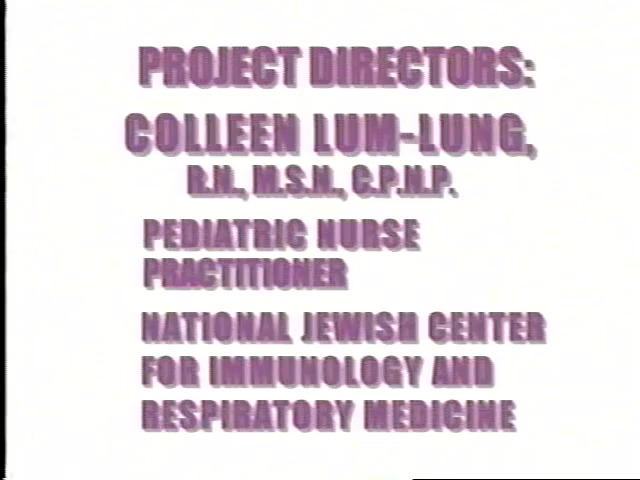 PROJECT DIRECTORS:
COLLEEN LUM-LUNG,
R.N., M.S.N., C.P.N.P.
PEDIATRIC NURSE
PRACTITIONER
NATIONAL JEWISH CENTER
FOR IMMUNOLOGY AND
RESPIRATORY MEDICINE